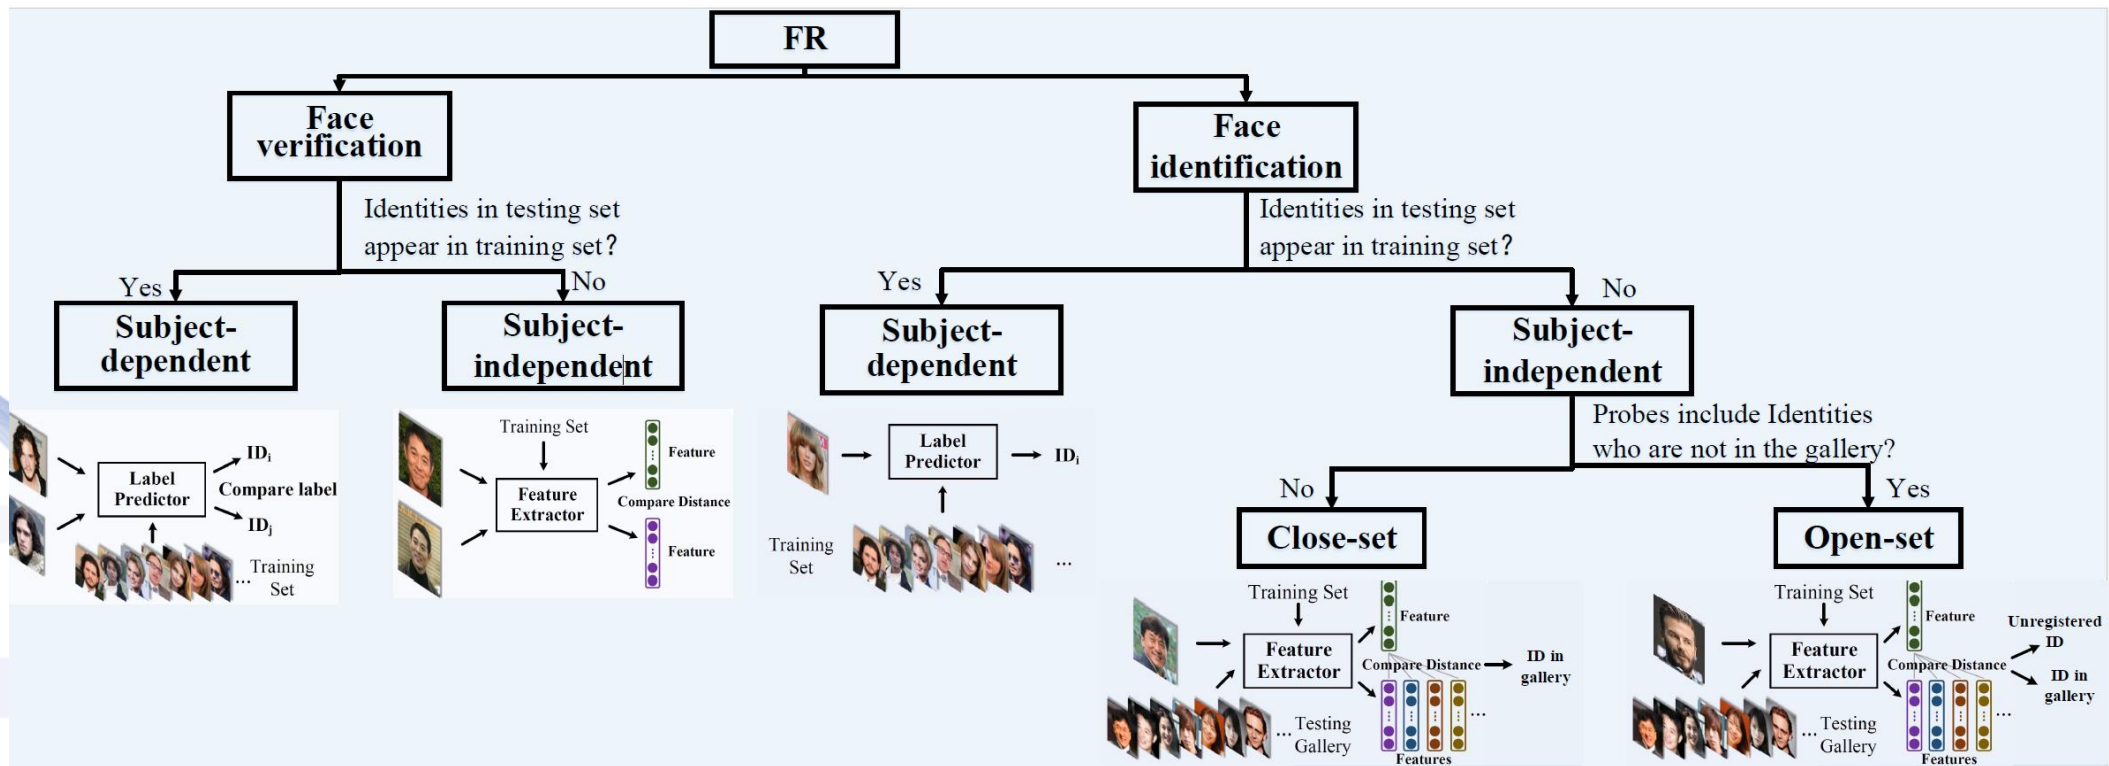 FR
Face
verification
Face
identification
Identities in testing set
appear in training set?
Identities in testing set
appear in training set?
Yes
No
Yes
No
Subject-
dependent
Subject-
independent
Subject-
dependent
Subject-
independent
Probes include Identities
who are not in the gallery?
No
Yes
Close-set
Open-set
Label
Predictor
IDi
Compare label
IDj
... Training
Set
Training Set
Feature
Extractor
Feature
Compare Distance
Feature
Label
Predictor
IDi
Training
Set
...
Training Set
Feature
Extractor
Feature
Compare Distance
ID in
gallery
... Testing
Gallery
...
Features
Training Set
Feature
Extractor
Feature
Compare Distance
Unregistered
ID
ID in
gallery
... Testing
Gallery
...
Features